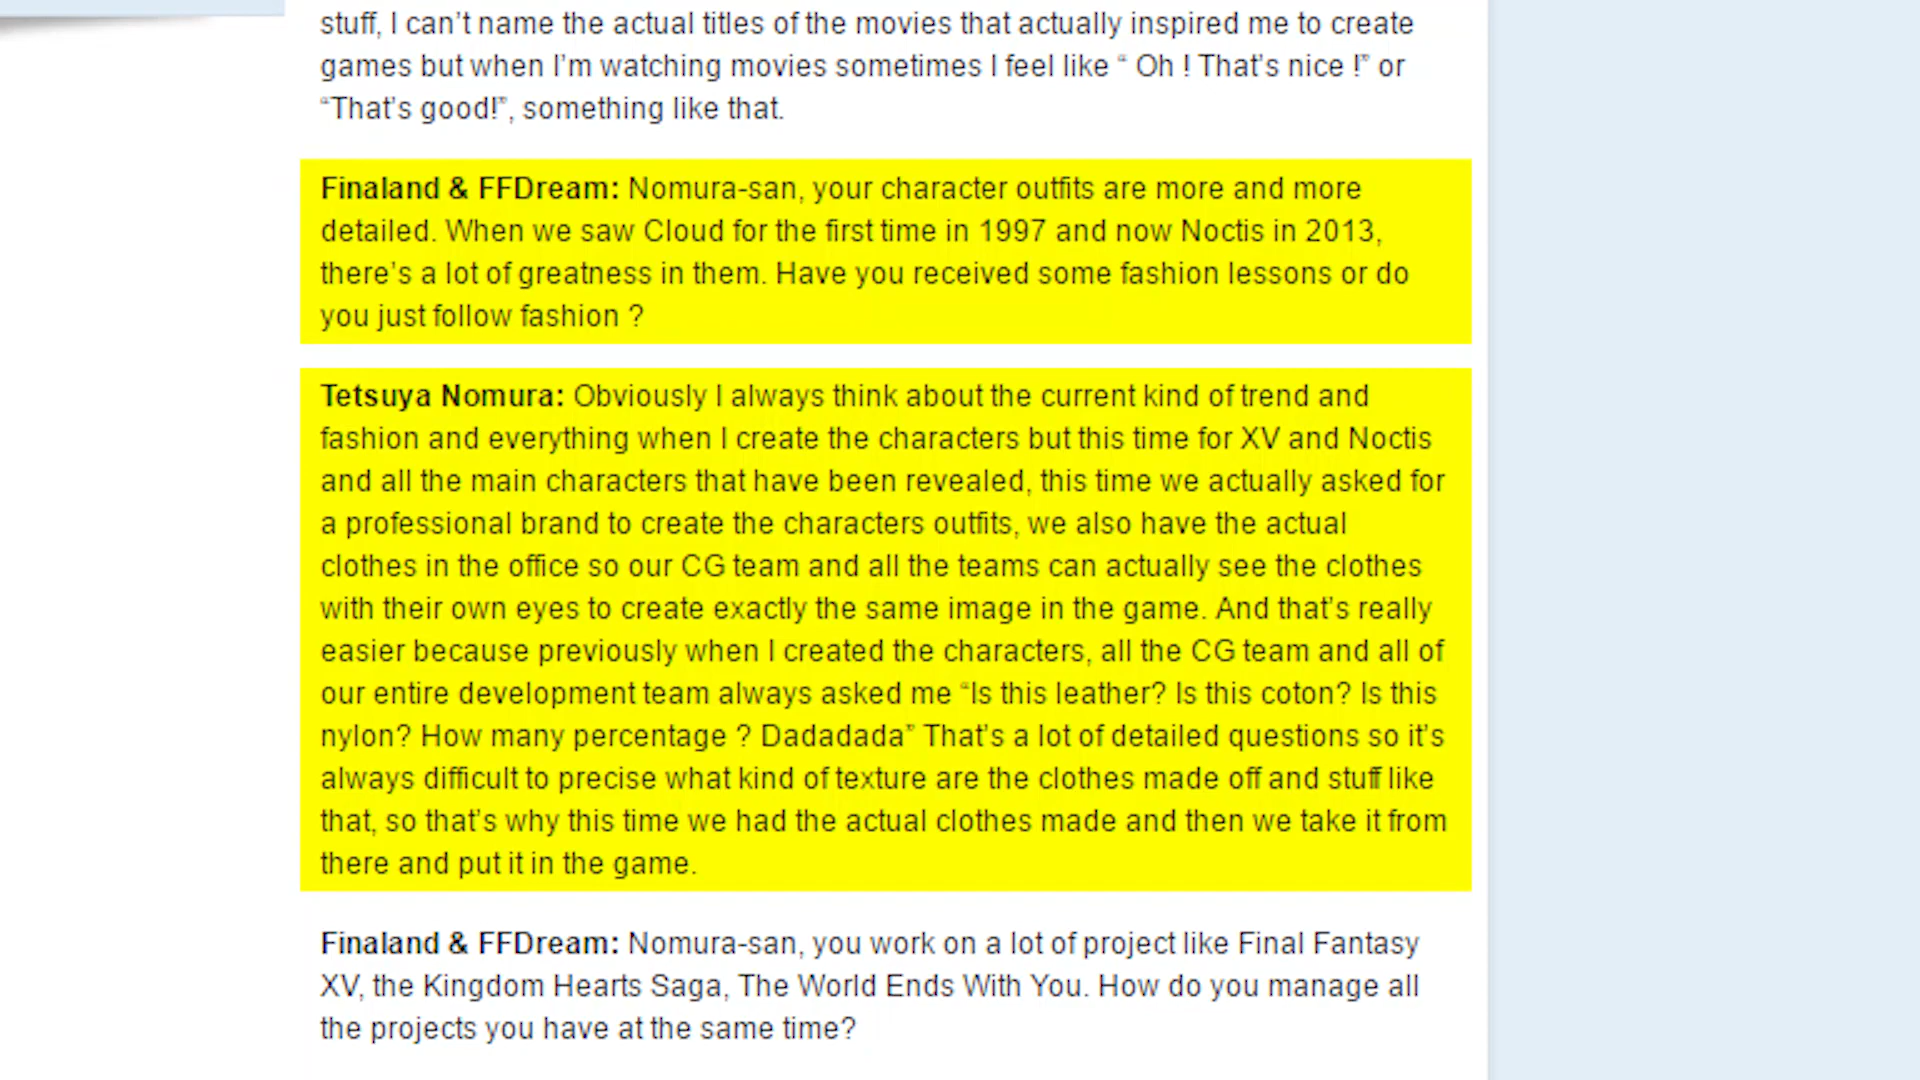 stuff, I can't name the actual titles of the movies that actually inspired me to create
games but when I'm watching movies sometimes I feel like “ Oh ! That's nice !” or
“That's good!”, something like that.
Finaland & FFDream: Nomura-san, your character outfits are more and more
detailed. When we saw Cloud for the first time in 1997 and now Noctis in 2013,
there's a lot of greatness in them. Have you received some fashion lessons or do
you just follow fashion ?
Tetsuya Nomura: Obviously I always think about the current kind of trend and
fashion and everything when I create the characters but this time for XV and Noctis
and all the main characters that have been revealed, this time we actually asked for
a professional brand to create the characters outfits, we also have the actual
clothes in the office so our CG team and all the teams can actually see the clothes
with their own eyes to create exactly the same image in the game. And that's really
easier because previously when I created the characters, all the CG team and all of
our entire development team always asked me “Is this leather? Is this coton? Is this
nylon? How many percentage ? Dadadada” That's a lot of detailed questions so it's
always difficult to precise what kind of texture are the clothes made off and stuff like
that, so that's why this time we had the actual clothes made and then we take it from
there and put it in the game.
Finaland & FFDream: Nomura-san, you work on a lot of project like Final Fantasy
XV, the Kingdom Hearts Saga, The World Ends With You. How do you manage all
the projects you have at the same time?